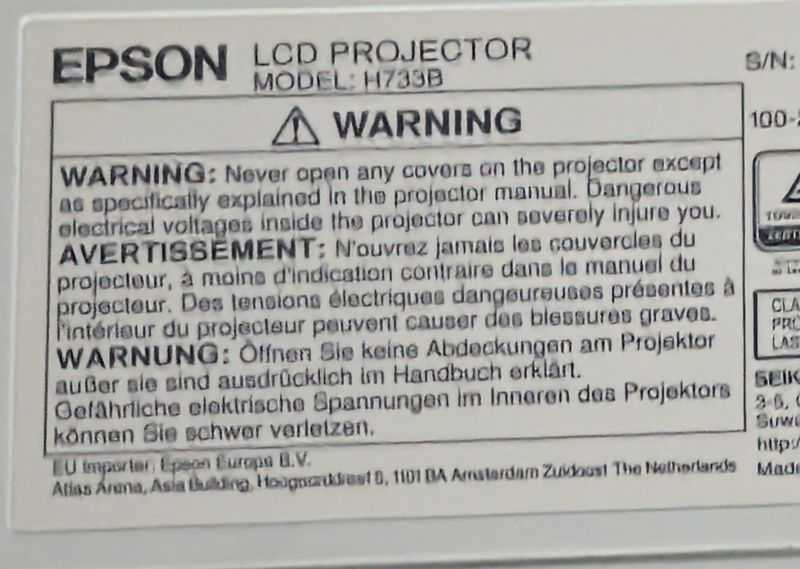 EPSON LCD PROJECTOR
MODEL: H733B
S/N:
WARNING
100-
WARNING: Never open any covers on the projector except
as specifically explained in the projector manual. Dangerous
electrical voltages inside the projector can severely injure you.
AVERTISSEMENT: N'ouvrez jamais les couvercles du
projecteur, à moins d'indication contraire dans le manuel du
projecteur. Des tensions électriques dangeureuses présentes à
l'intérieur du projecteur peuvent causer des blessures graves.
WARNUNG: Öffnen Sie keine Abdeckungen am Projektor
außer sie sind ausdrücklich im Handbuch erklärt.
Gefährliche elektrische Spannungen im Inneren des Projektors
können Sie schwer verletzen.
EU Importer: Epson Europe B.V.
Atlas Arena, Asia Building, Hoogoorddreef 5, 1101 BA Amsterdam Zuidoost The Netherlands
CLA
PRO
LAS
SEIK
3-5,
Suw
http:/
Made